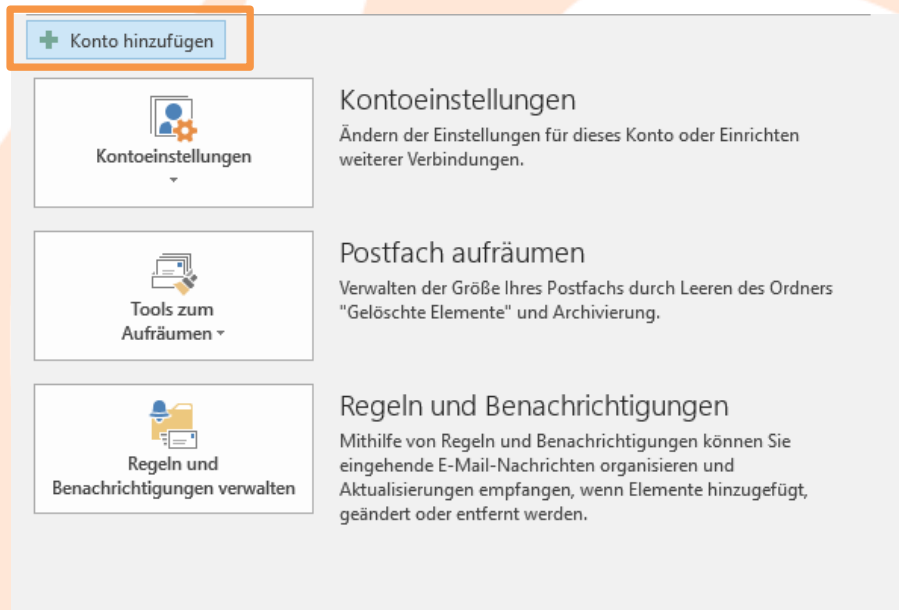 Konto hinzufügen
Kontoeinstellungen
Kontoeinstellungen
Ändern der Einstellungen für dieses Konto oder Einrichten
weiterer Verbindungen.
Tools zum
Aufräumen
Postfach aufräumen
Verwalten der Größe Ihres Postfachs durch Leeren des Ordners
"Gelöschte Elemente" und Archivierung.
Regeln und
Benachrichtigungen verwalten
Regeln und Benachrichtigungen
Mithilfe von Regeln und Benachrichtigungen können Sie
eingehende E-Mail-Nachrichten organisieren und
Aktualisierungen empfangen, wenn Elemente hinzugefügt,
geändert oder entfernt werden.